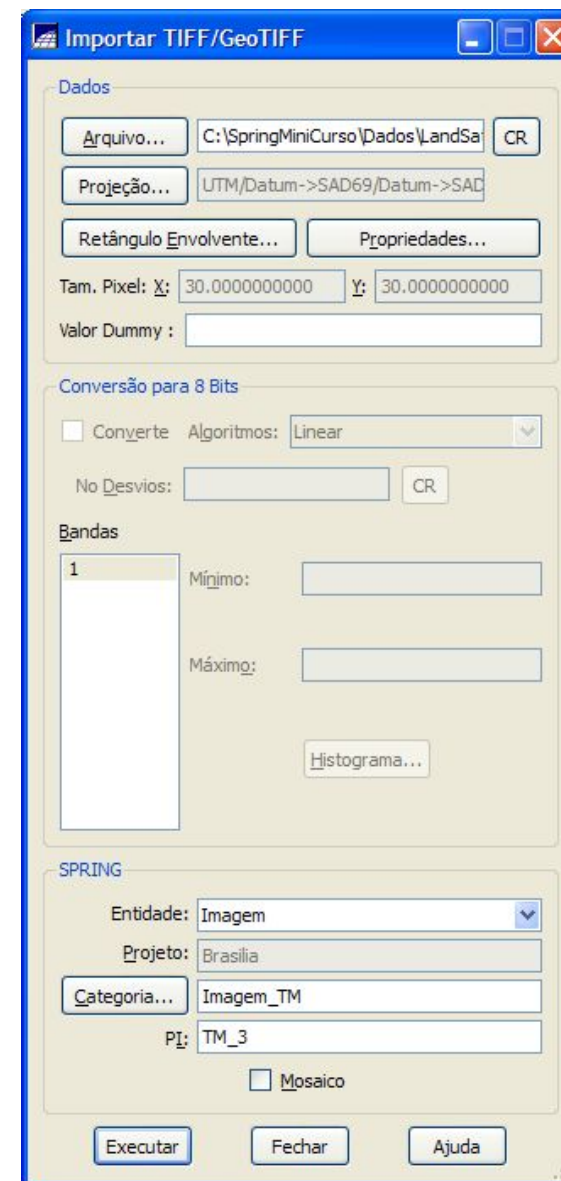 Importar TIFF/GeoTIFF
Dados
Arquivo... C:\SpringMiniCurso\Dados\LandSat CR
Projeção... UTM/Datum->SAD69/Datum->SAD
Retângulo Envolvente... Propriedades...
Tam. Pixel: X: 30.0000000000 Y: 30.0000000000
Valor Dummy :
Conversão para 8 Bits
Converte Algoritmos: Linear
No Desvios: CR
Bandas
1
Mínimo:
Máximo:
Histograma...
SPRING
Entidade: Imagem
Projeto: Brasilia
Categoria... Imagem_TM
PI: TM_3
Mosaico
Executar Fechar Ajuda